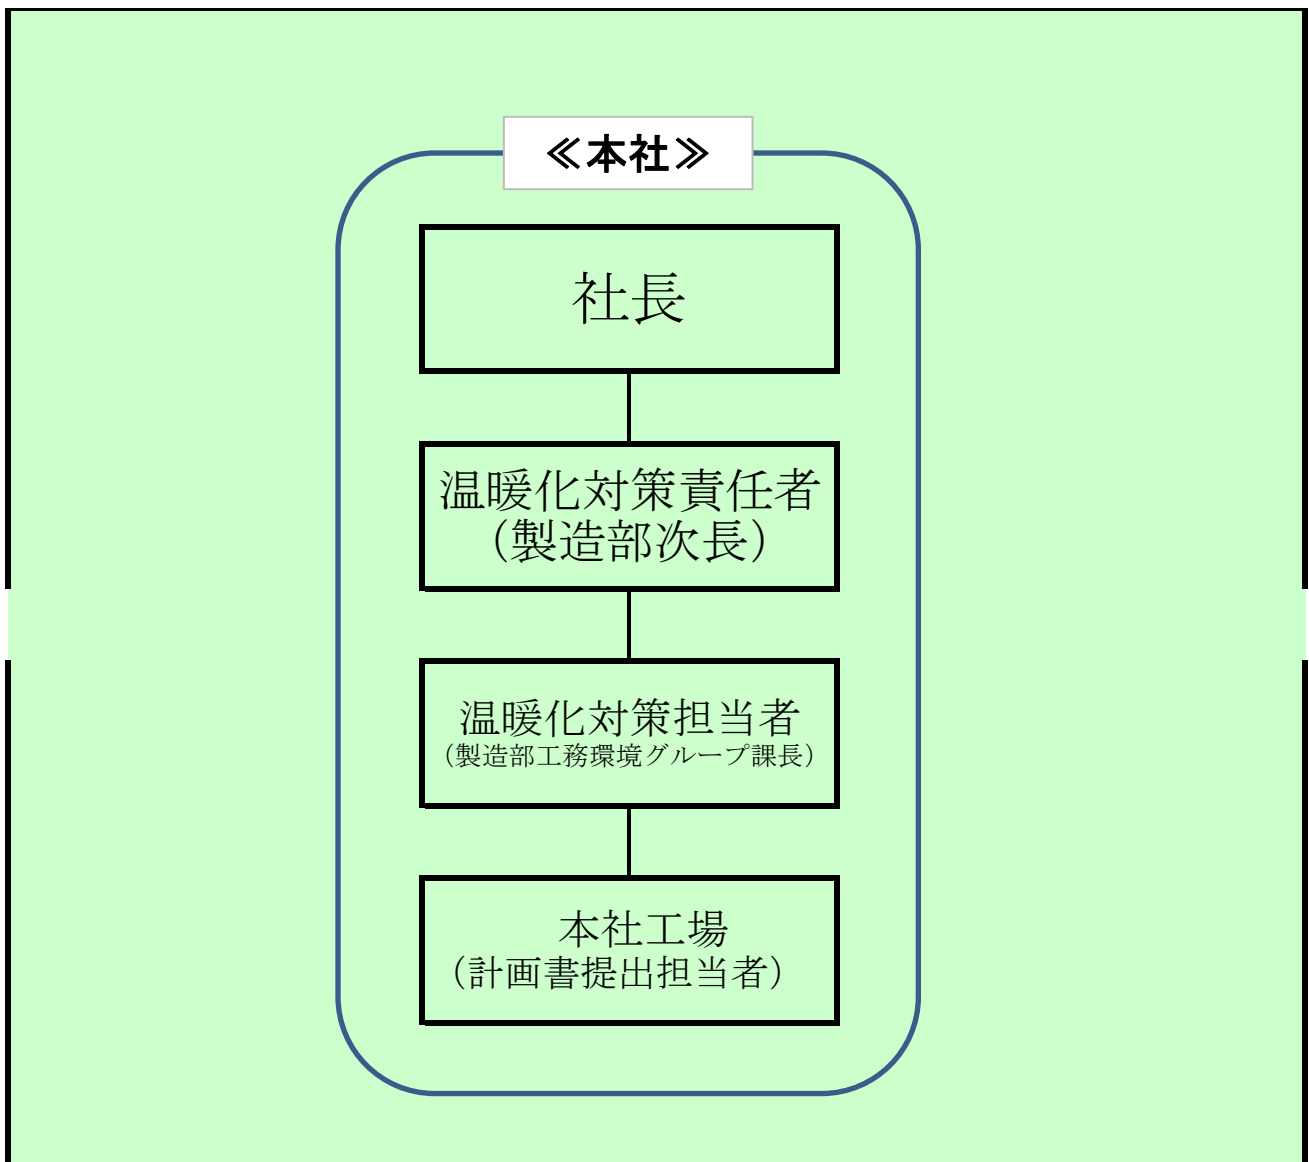 ≪本社≫
社長
温暖化対策責任者
（製造部次長）
温暖化対策担当者
（製造部工務環境グループ課長）
本社工場
（計画書提出担当者）